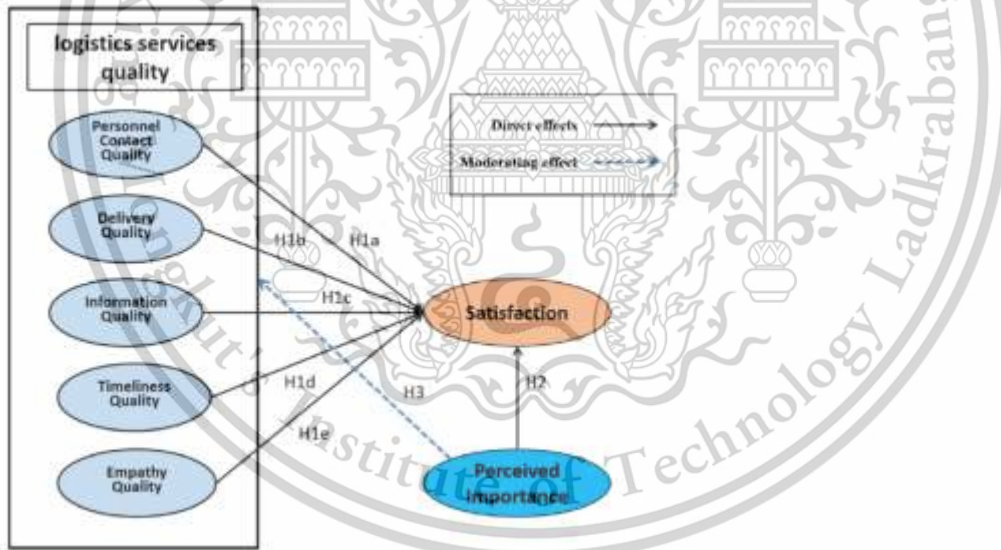 logistics services
quality
Personnel
Contact
Quality
Delivery
Quality
Information
Quality
Timeliness
Quality
Empathy
Quality
Direct effects
Moderating effect
H1b
H1a
H1c
H1d
H1e
H3
H2
Satisfaction
Perceived
Importance
Institute of Technology Ladkrabang